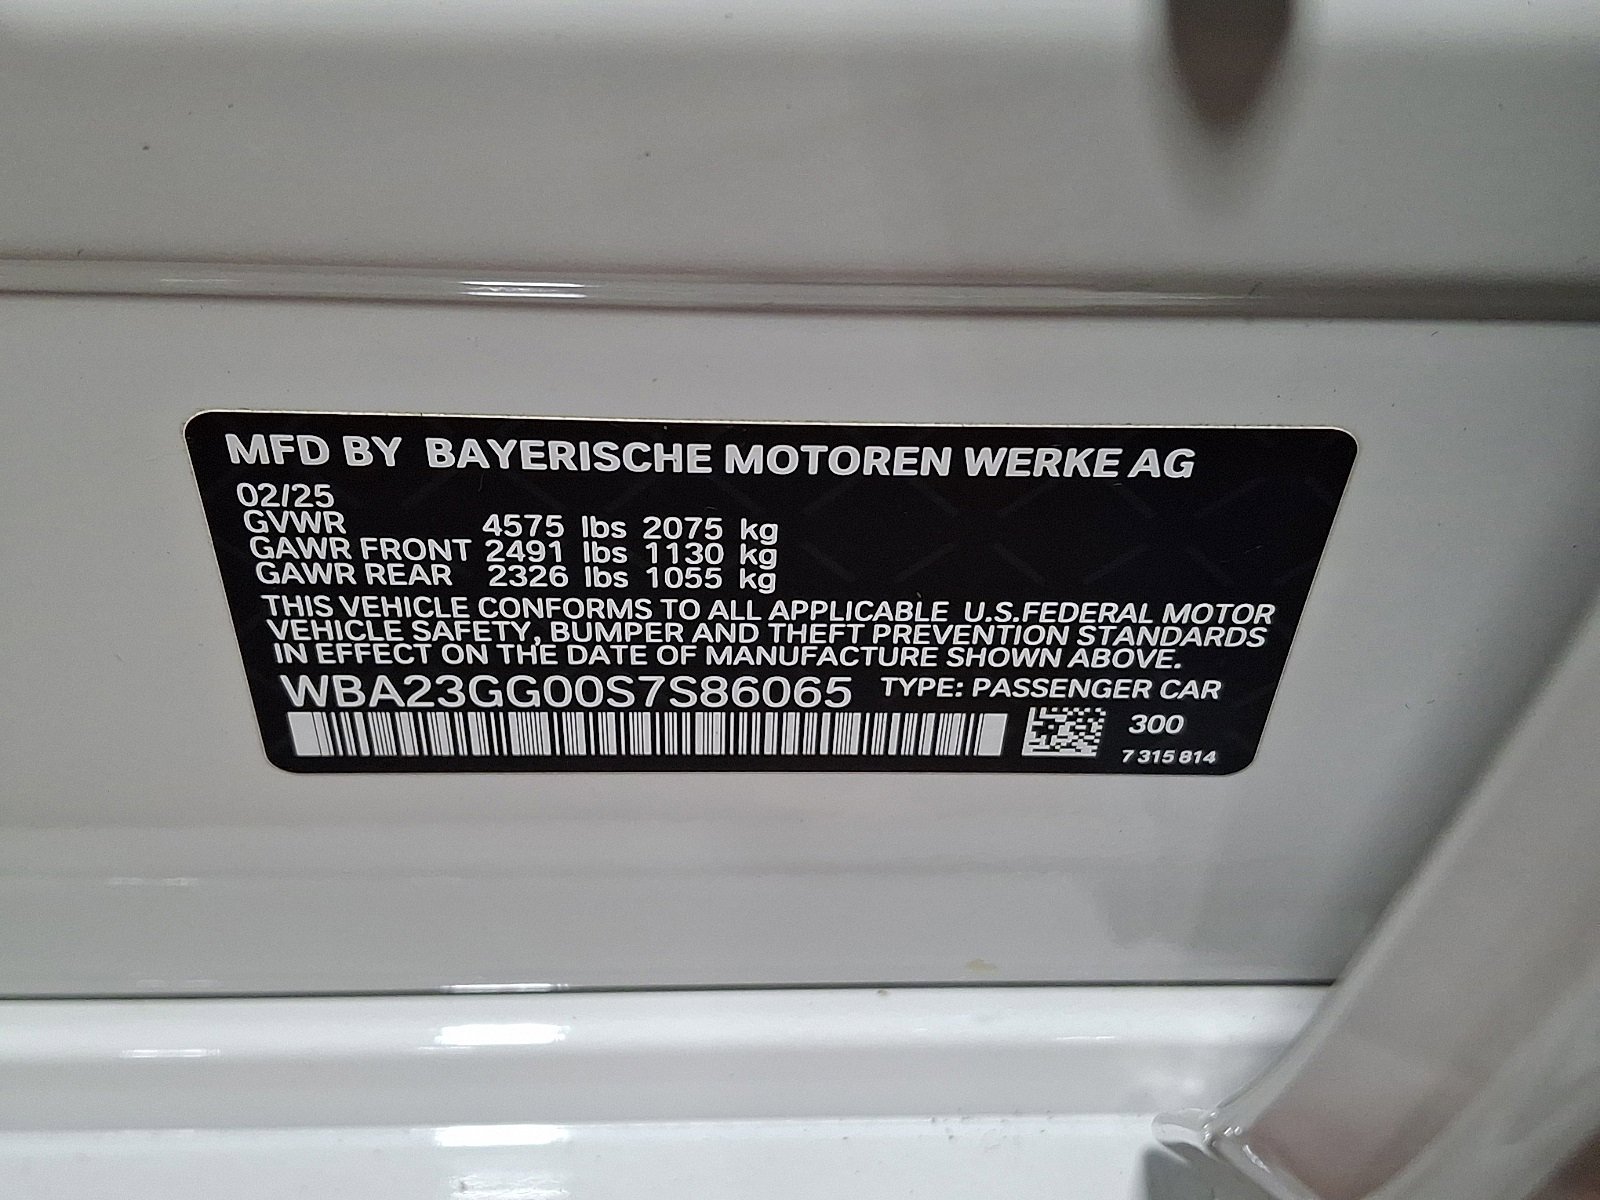 MFD BY BAYERISCHE MOTOREN WERKE AG
02/25
GVWR 4575 lbs 2075 kg
GAWR FRONT 2491 lbs 1130 kg
GAWR REAR 2326 lbs 1055 kg
THIS VEHICLE CONFORMS TO ALL APPLICABLE U.S.FEDERAL MOTOR
VEHICLE SAFETY, BUMPER AND THEFT PREVENTION STANDARDS
IN EFFECT ON THE DATE OF MANUFACTURE SHOWN ABOVE.
WBA23GG00S7S86065 TYPE: PASSENGER CAR
300
7 315 814